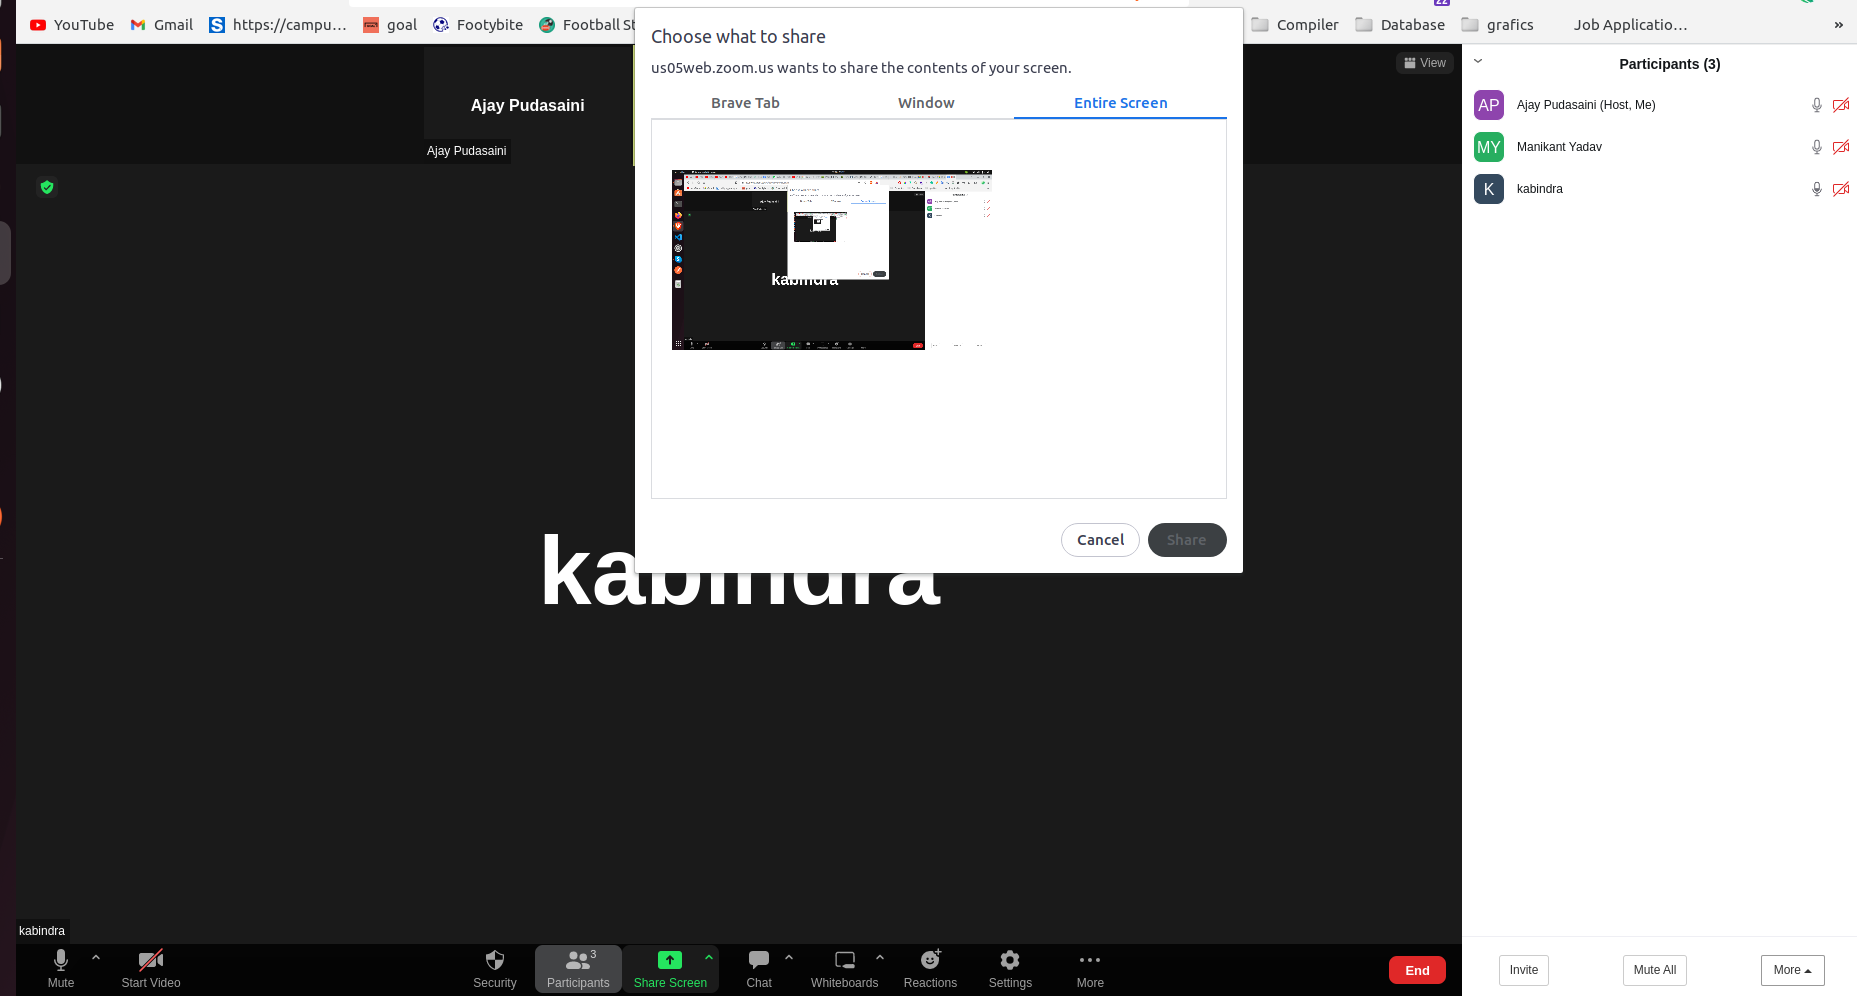 YouTube Gmail https://campu... goal Footybite Football St Compiler Database grafics Job Applicatio... »
Choose what to share
us05web.zoom.us wants to share the contents of your screen.
Brave Tab Window Entire Screen
kabindra
Cancel Share
Ajay Pudasaini
Ajay Pudasaini
View
kabindra
kabindra
Mute Start Video Security Participants 3 Share Screen Chat Whiteboards Reactions Settings More End
Participants (3)
AP Ajay Pudasaini (Host, Me)
MY Manikant Yadav
K kabindra
Invite Mute All More